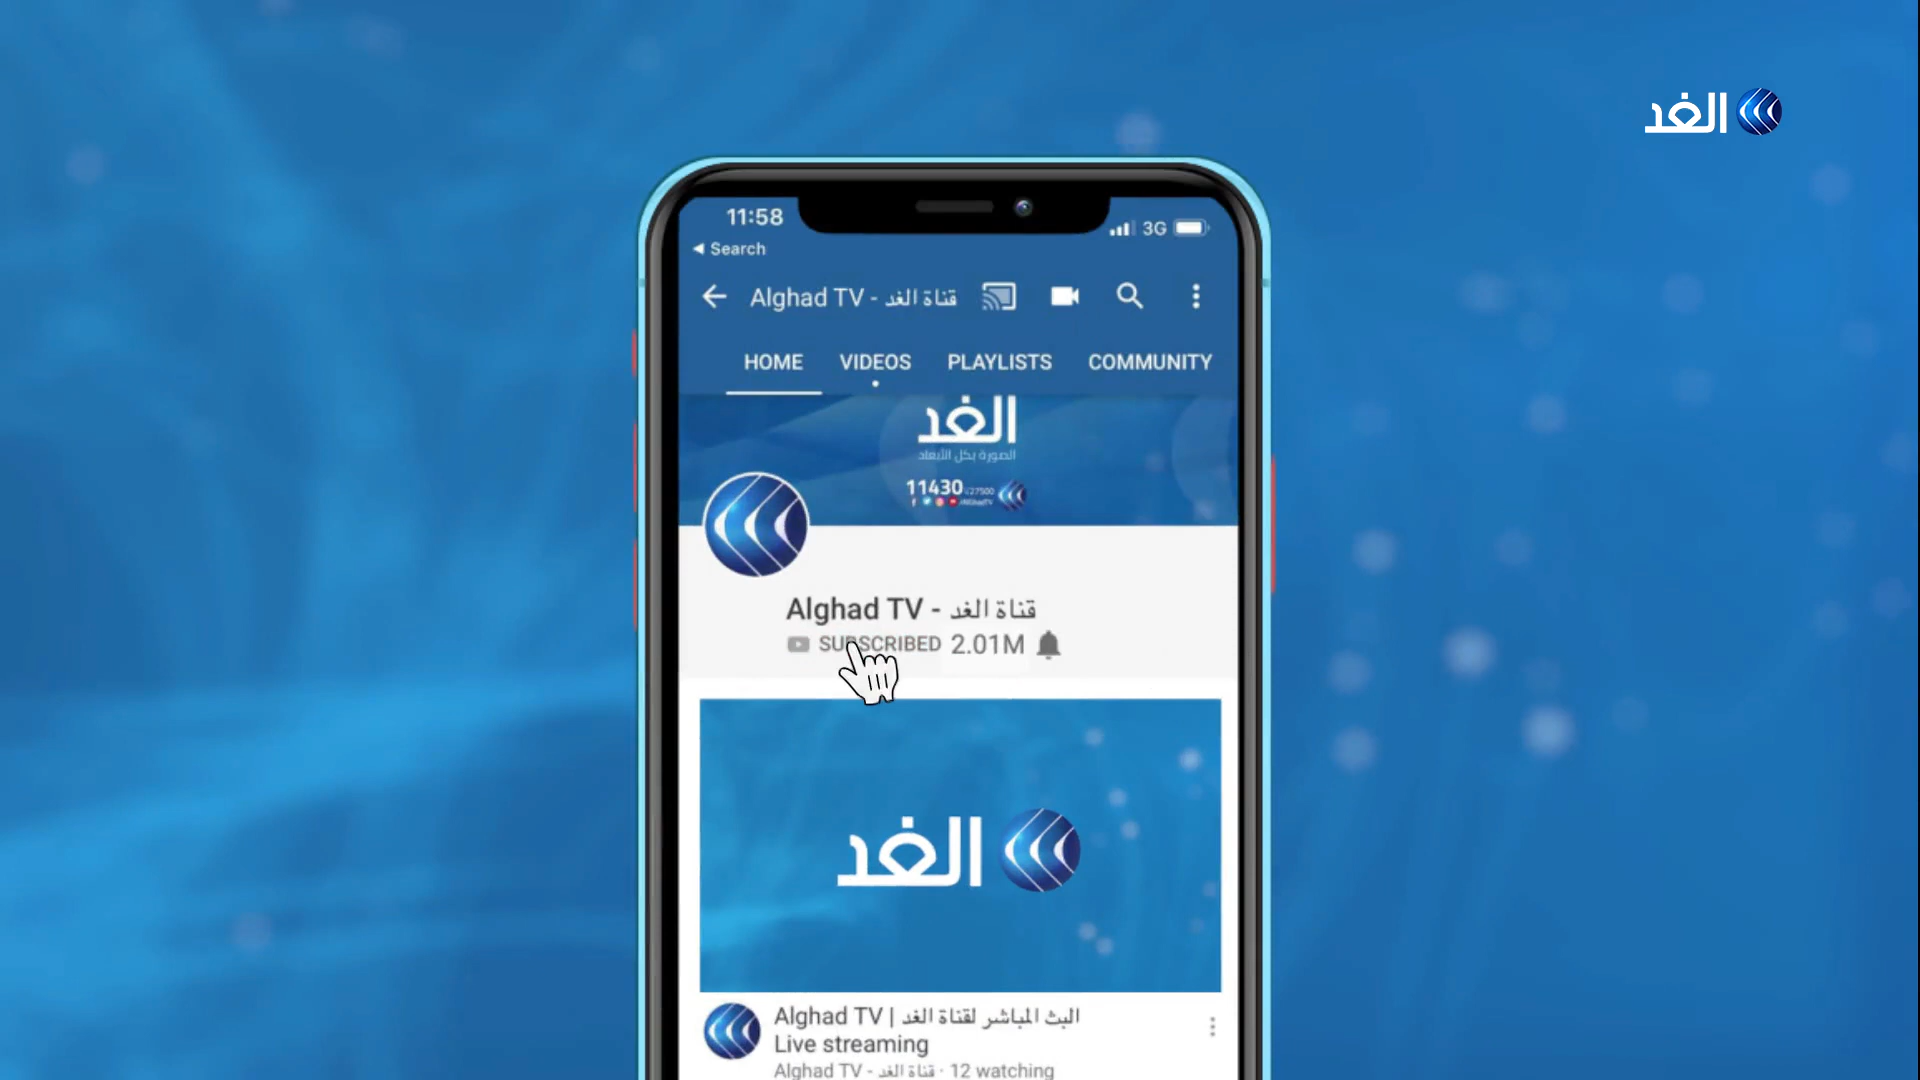 الغد
11:58
3G
Search
Alghad TV - قناة الغد
HOME VIDEOS PLAYLISTS COMMUNITY
الغد
الصورة بكل الأبعاد
11430
27500
Alghad TV - قناة الغد
SUBSCRIBED 2.01M
الغد
Alghad TV | البث المباشر لقناة الغد
Live streaming
Alghad TV - قناة الغد · 12 watching